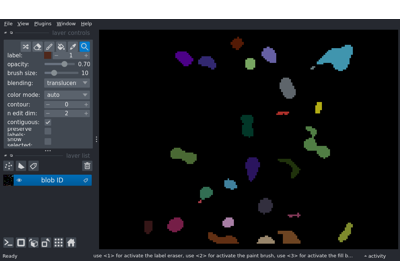 File View Plugins Window Help
layer controls
label: 1
opacity: 0.70
brush size: 10
blending: translucen
color mode: auto
contour: 0
n edit dim: 2
contiguous:
preserve labels:
show selected:
layer list
blob ID
Ready
use <1> for activate the label eraser, use <2> for activate the paint brush, use <3> for activate the fill b...
activity